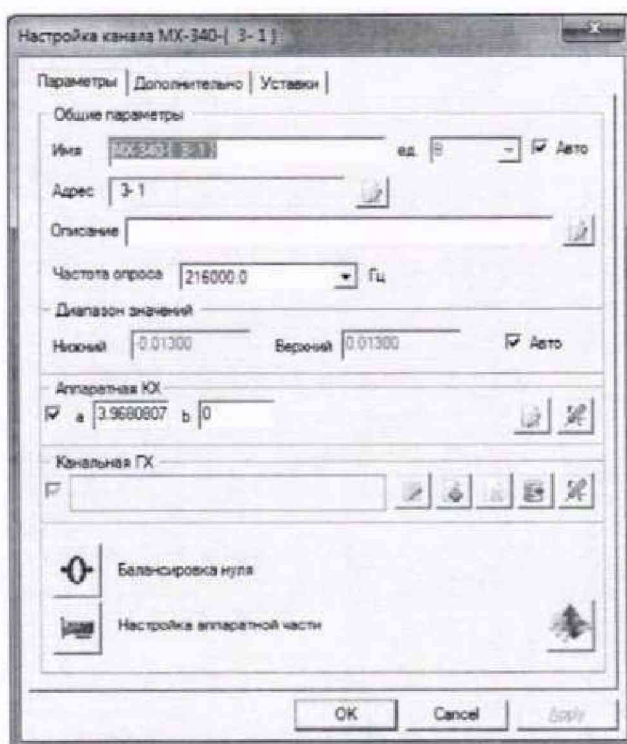 Настройка канала MX-340-{ 3- 1 }
Параметры Дополнительно Уставки
Общие параметры
Имя MX-340-{ 3- 1 } ед. В Авто
Адрес 3- 1
Описание
Частота опроса 216000.0 Гц
Диапазон значений
Нижний -0.01300 Верхний 0.01300 Авто
Аппаратная КХ
a 3.9680807 b 0
Канальная ГХ
Балансировка нуля
Настройка аппаратной части
OK Cancel Apply